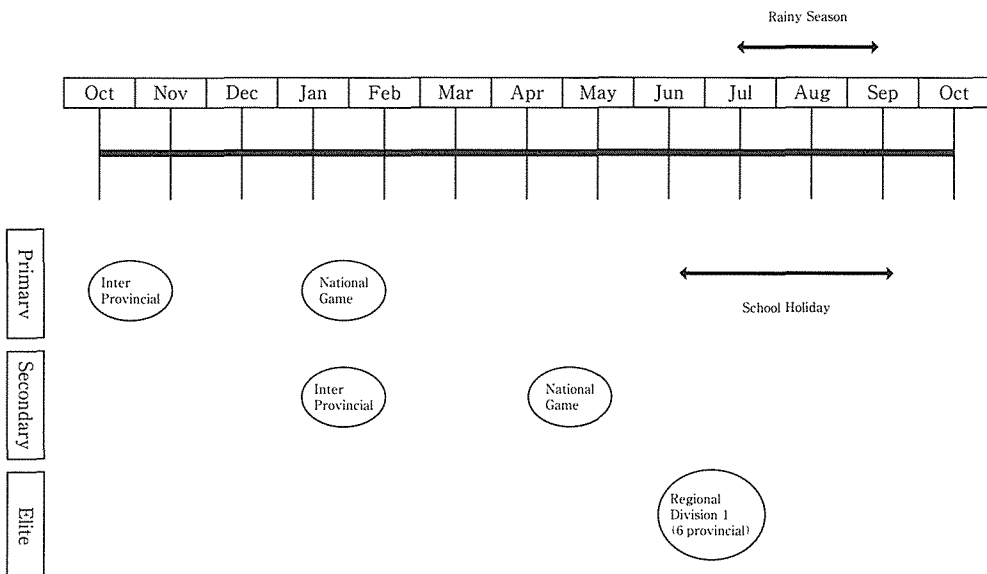 Rainy Season
Oct Nov Dec Jan Feb Mar Apr May Jun Jul Aug Sep Oct
Primary
Inter
Provincial
National
Game
School Holiday
Secondary
Inter
Provincial
National
Game
Elite
Regional
Division 1
(6 provincial)